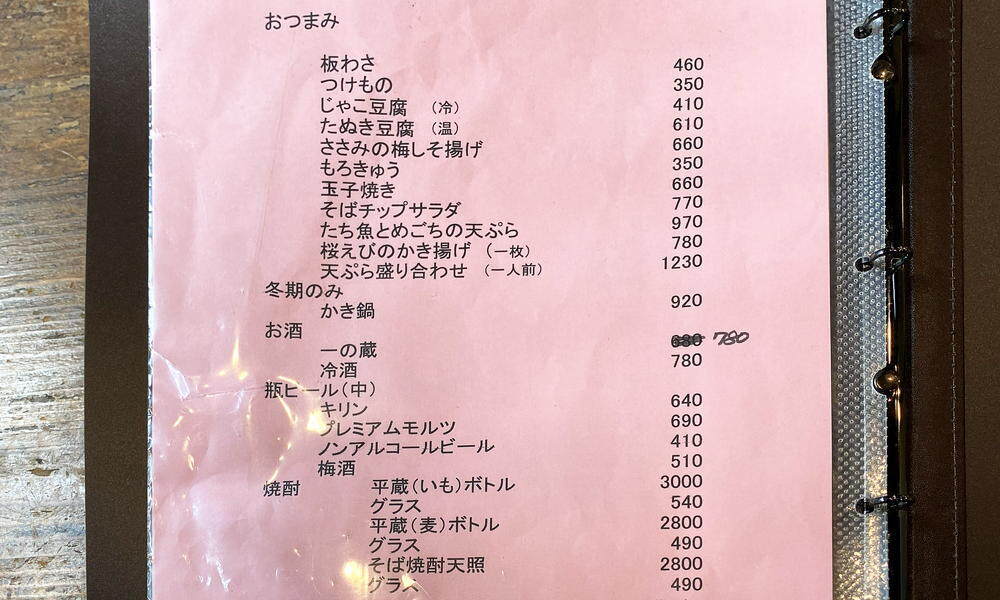 おつまみ
板わさ 460
つけもの 350
じゃこ豆腐 （冷） 410
たぬき豆腐 （温） 610
ささみの梅しそ揚げ 660
もろきゅう 350
玉子焼き 660
そばチップサラダ 770
たち魚とめごちの天ぷら 970
桜えびのかき揚げ （一枚） 780
天ぷら盛り合わせ （一人前） 1230
冬期のみ
かき鍋 920
お酒
一の蔵 680 780
冷酒 780
瓶ビール（中）
キリン 640
プレミアムモルツ 690
ノンアルコールビール 410
梅酒 510
焼酎 平蔵（いも）ボトル 3000
グラス 540
平蔵（麦）ボトル 2800
グラス 490
そば焼酎天照 2800
グラス 490